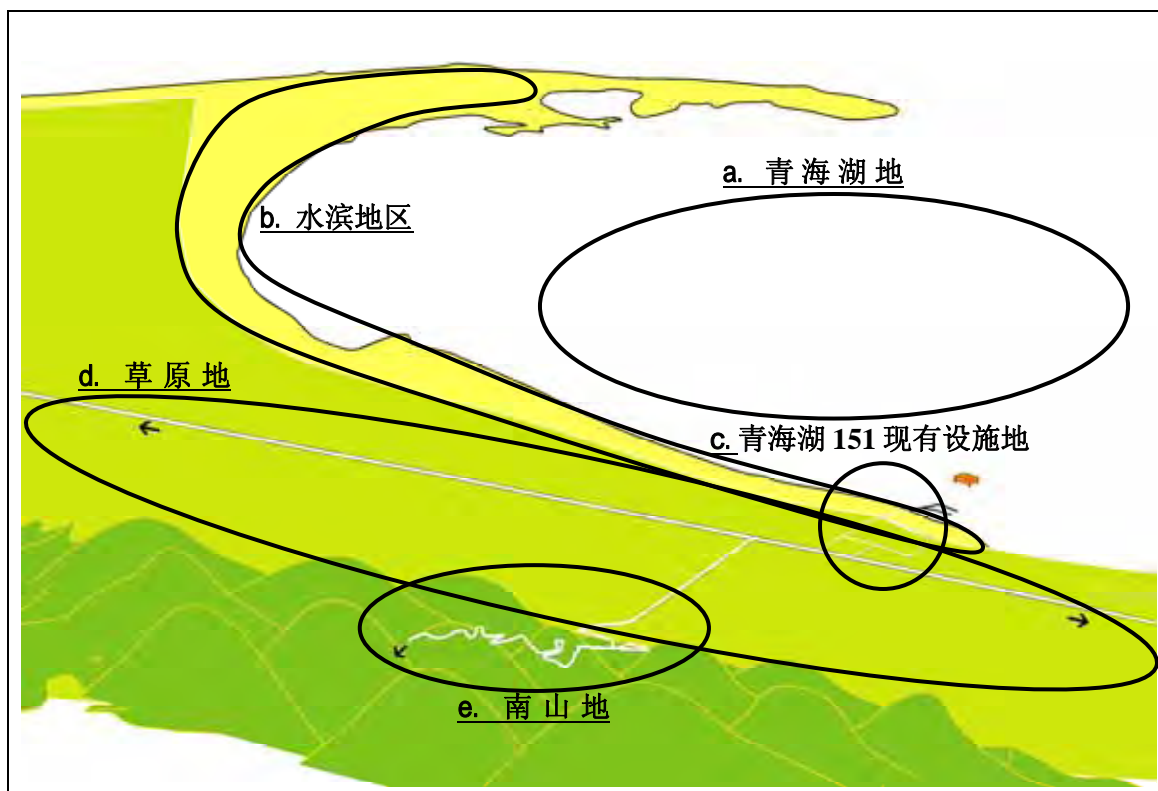 a. 青海湖地
b. 水滨地区
d. 草原地
c. 青海湖 151 现有设施地
e. 南山地